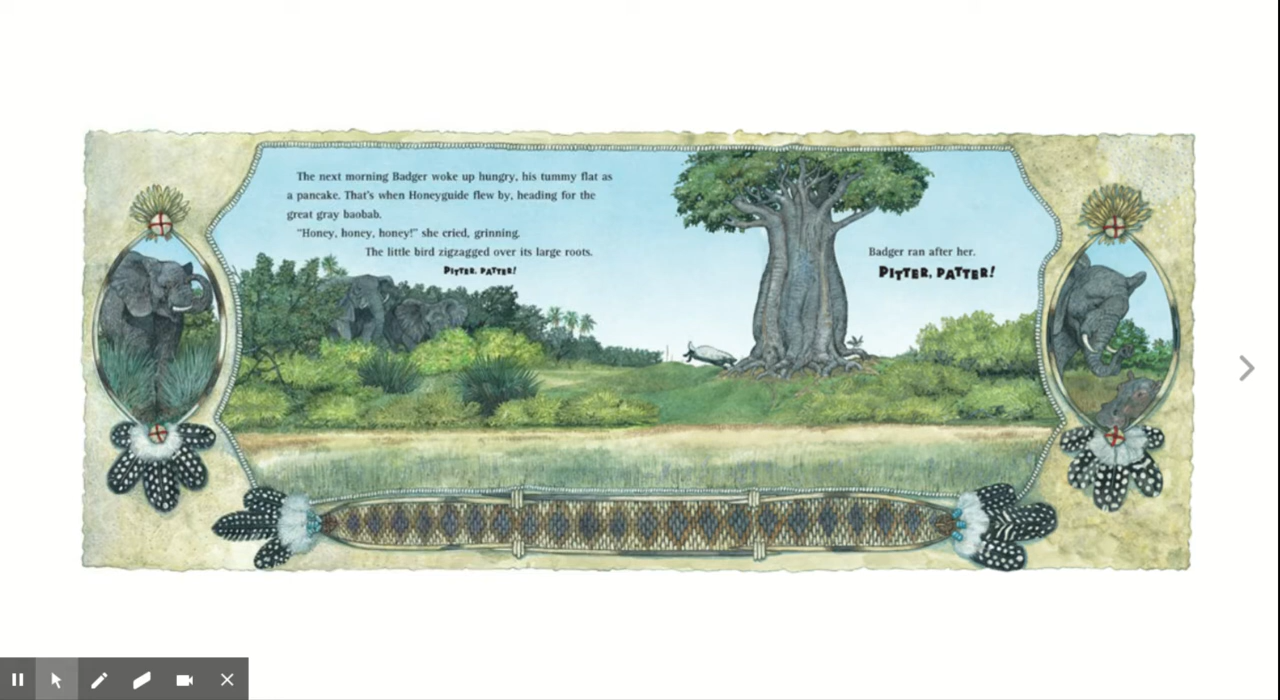 The next morning Badger woke up hungry, his tummy flat as
a pancake. That's when Honeyguide flew by, heading for the
great gray baobab.
"Honey, honey, honey!" she cried, grinning.
The little bird zigzagged over its large roots.
PITTER, PATTER!
Badger ran after her.
PITTER, PATTER!